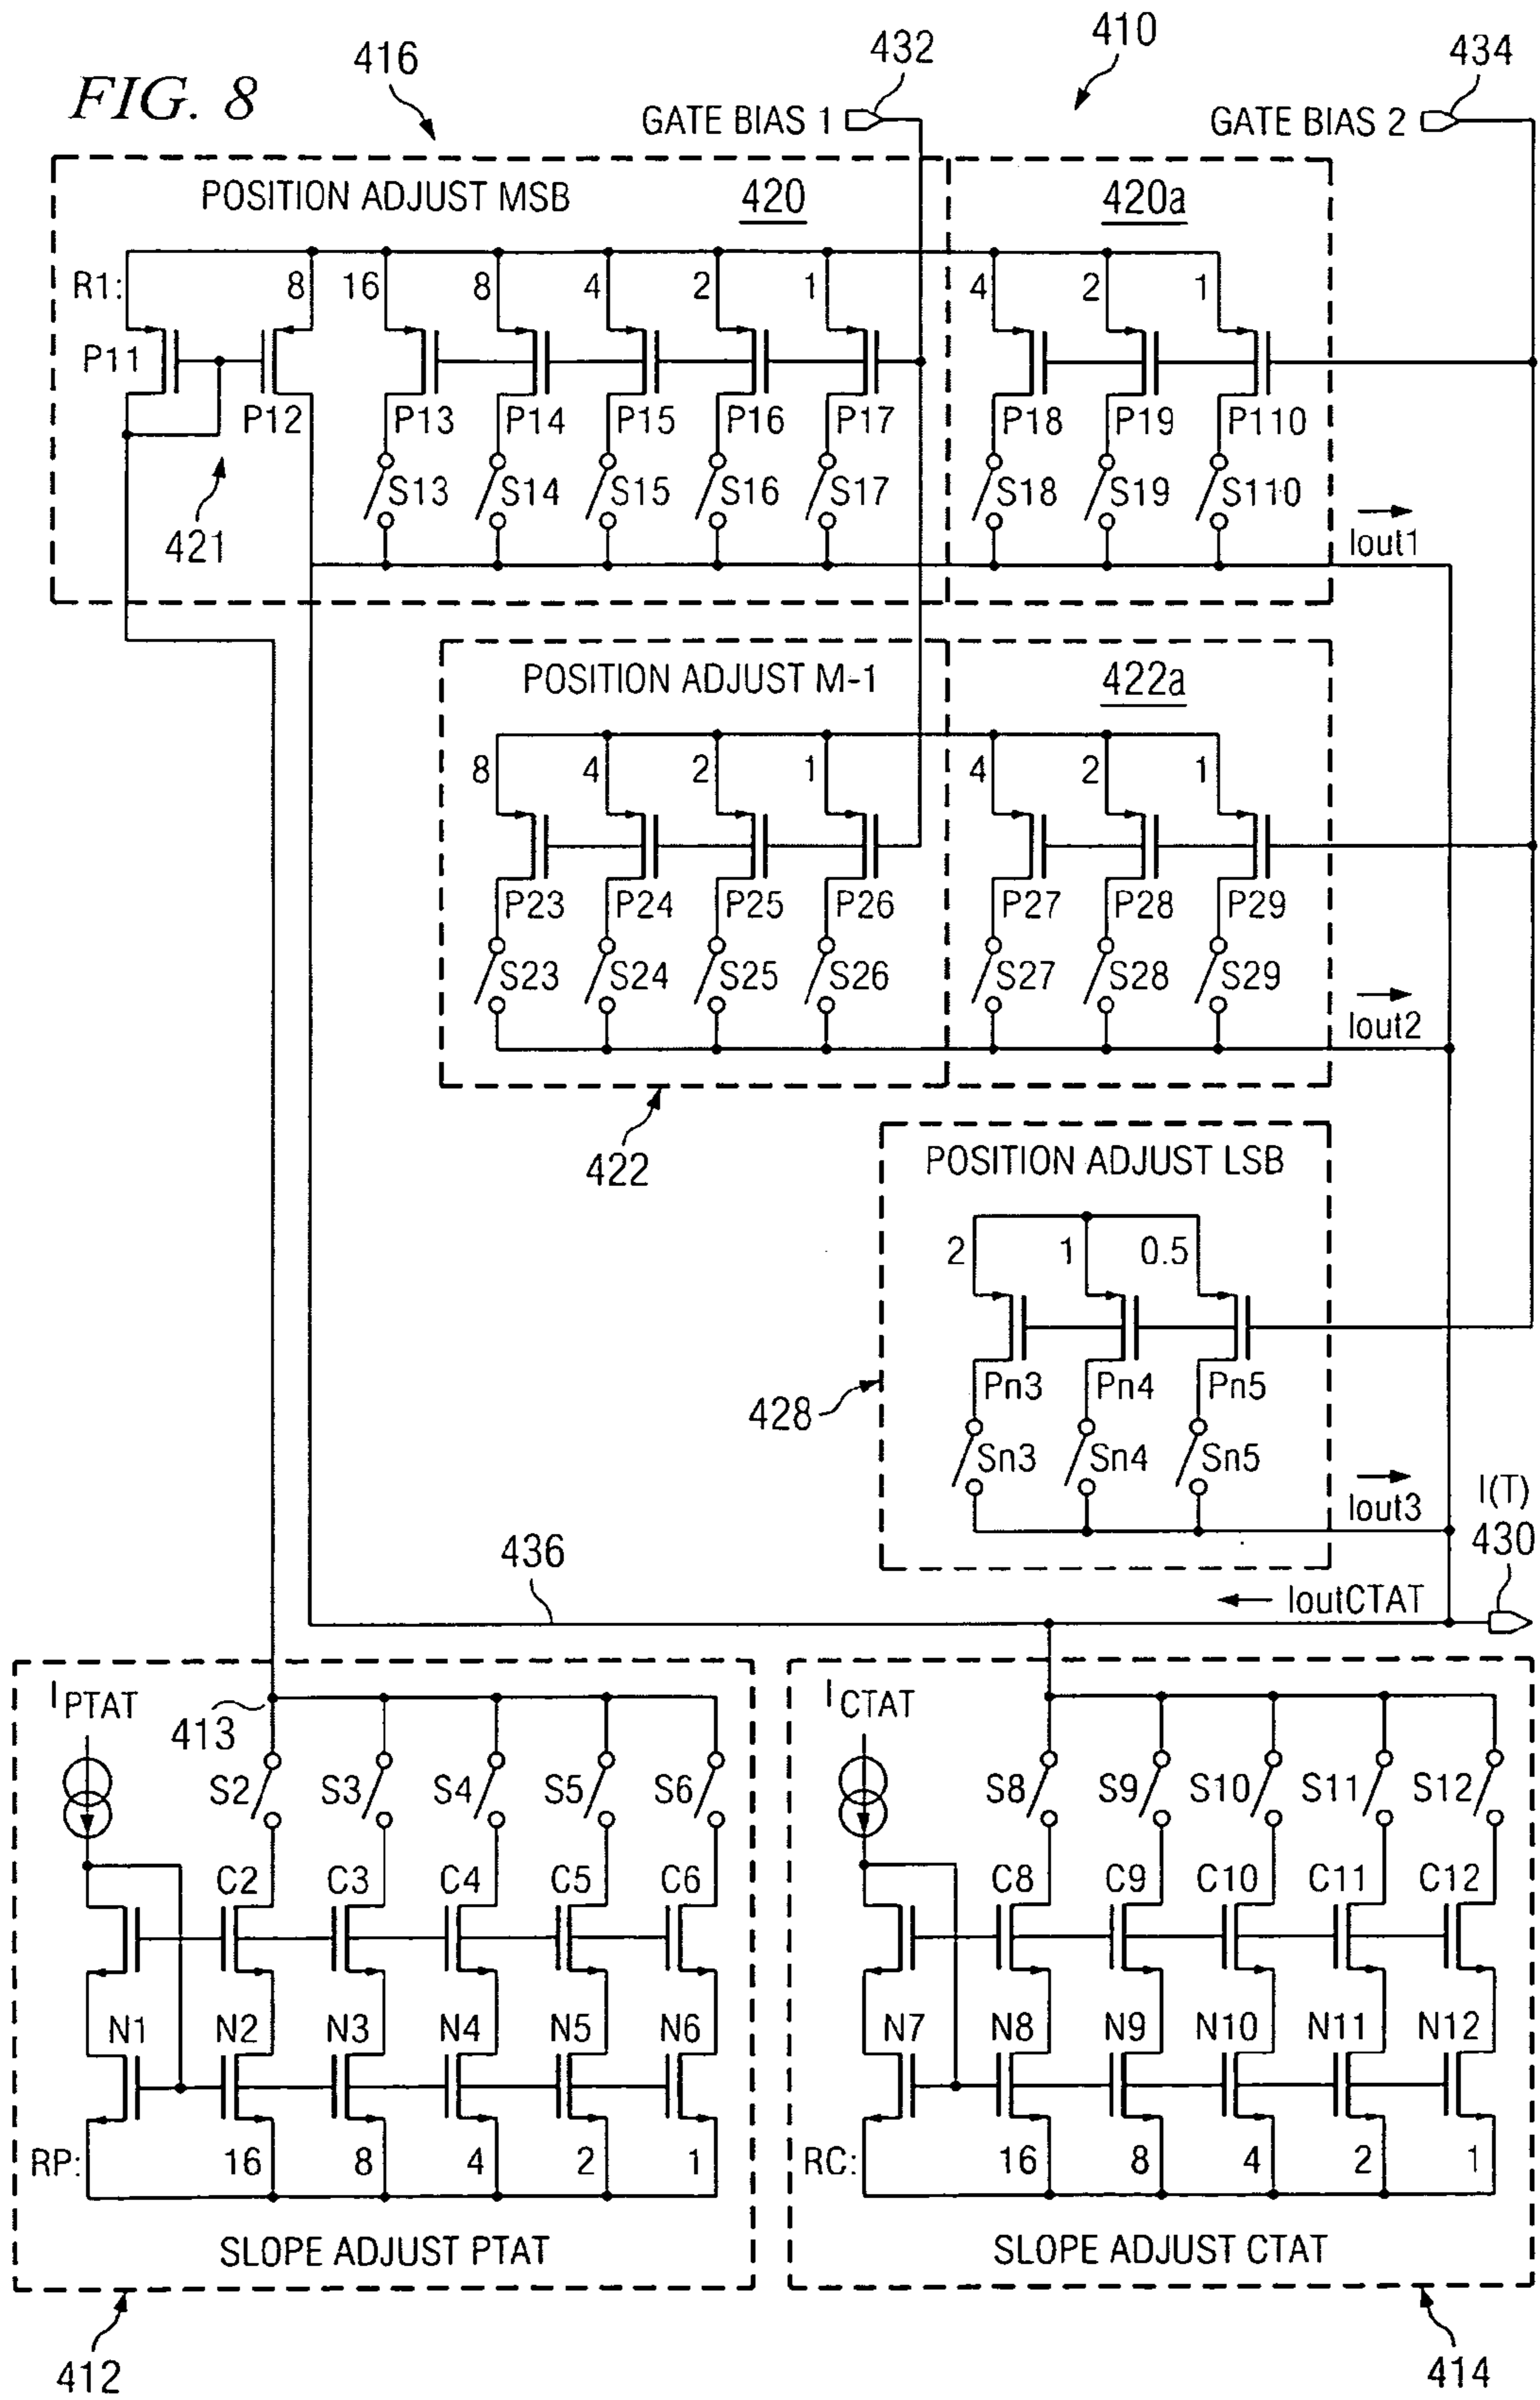 FIG. 8
416
432
410
434
GATE BIAS 1
GATE BIAS 2
POSITION ADJUST MSB
420
420a
R1:
8
16
8
4
2
1
4
2
1
P11
P12
P13
P14
P15
P16
P17
P18
P19
P110
421
S13
S14
S15
S16
S17
S18
S19
S110
Iout1
POSITION ADJUST M-1
422a
8
4
2
1
4
2
1
P23
P24
P25
P26
P27
P28
P29
S23
S24
S25
S26
S27
S28
S29
Iout2
422
POSITION ADJUST LSB
2
1
0.5
Pn3
Pn4
Pn5
428
Sn3
Sn4
Sn5
Iout3
I(T)
430
436
IoutCTAT
IPTAT
413
S2
S3
S4
S5
S6
C2
C3
C4
C5
C6
N1
N2
N3
N4
N5
N6
RP:
16
8
4
2
1
SLOPE ADJUST PTAT
412
ICTAT
S8
S9
S10
S11
S12
C8
C9
C10
C11
C12
N7
N8
N9
N10
N11
N12
RC:
16
8
4
2
1
SLOPE ADJUST CTAT
414